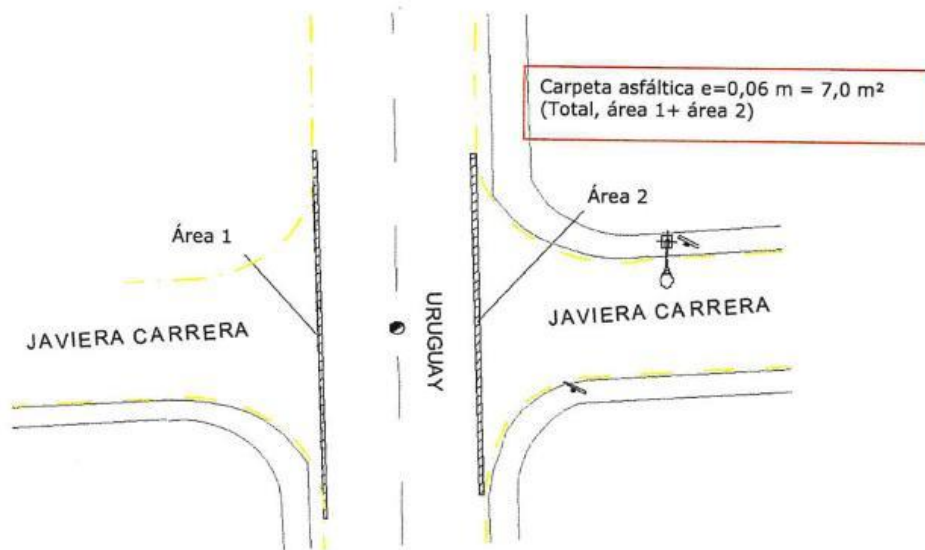 Carpeta asfáltica e=0,06 m = 7,0 m²
(Total, área 1+ área 2)
Área 1
Área 2
JAVIERA CARRERA
URUGUAY
JAVIERA CARRERA